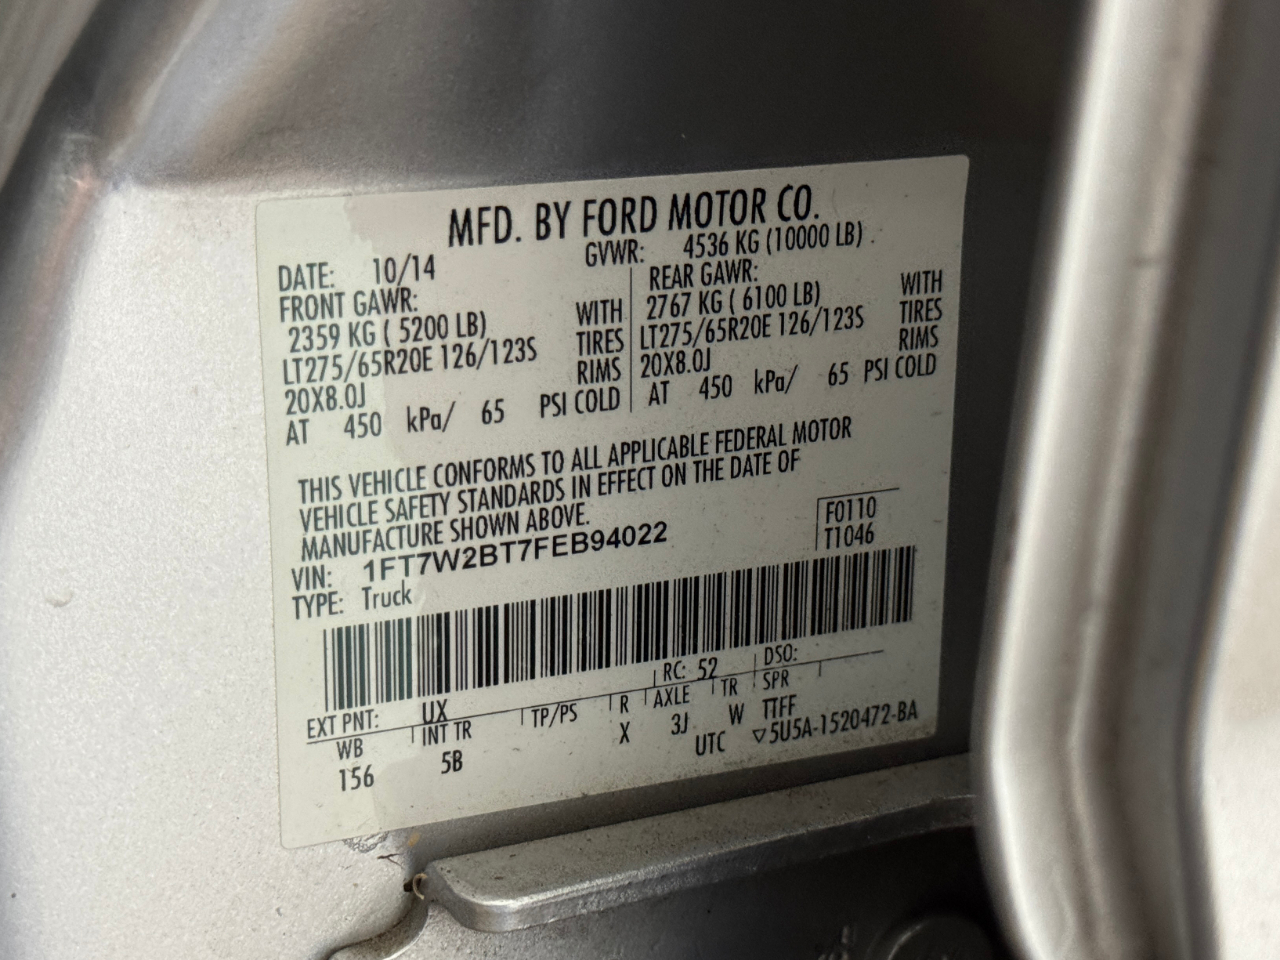 MFD. BY FORD MOTOR CO.
DATE: 10/14 GVWR: 4536 KG (10000 LB)
FRONT GAWR: REAR GAWR:
2359 KG ( 5200 LB) WITH 2767 KG ( 6100 LB) WITH
LT275/65R20E 126/123S TIRES LT275/65R20E 126/123S TIRES
20X8.0J RIMS 20X8.0J RIMS
AT 450 kPa/ 65 PSI COLD AT 450 kPa/ 65 PSI COLD
THIS VEHICLE CONFORMS TO ALL APPLICABLE FEDERAL MOTOR
VEHICLE SAFETY STANDARDS IN EFFECT ON THE DATE OF
MANUFACTURE SHOWN ABOVE.
VIN: 1FT7W2BT7FEB94022 F0110
TYPE: Truck T1046
EXT PNT: UX RC: 52 DSO:
WB INT TR TP/PS R AXLE TR SPR
156 5B X 3J W TTFF
UTC ▽5U5A-1520472-BA